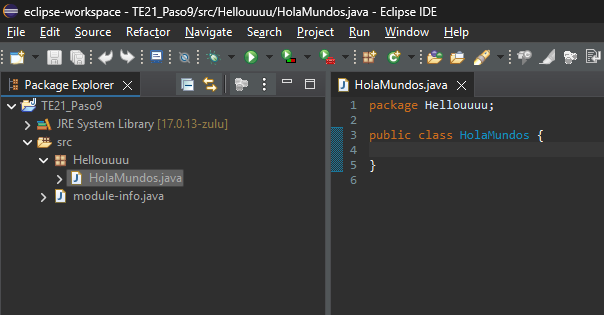 eclipse-workspace - TE21_Paso9/src/Hellouuuu/HolaMundos.java - Eclipse IDE
File Edit Source Refactor Navigate Search Project Run Window Help
Package Explorer
TE21_Paso9
JRE System Library [17.0.13-zulu]
src
Hellouuuu
HolaMundos.java
module-info.java
HolaMundos.java
1 package Hellouuuu;
2
3 public class HolaMundos {
4
5 }
6